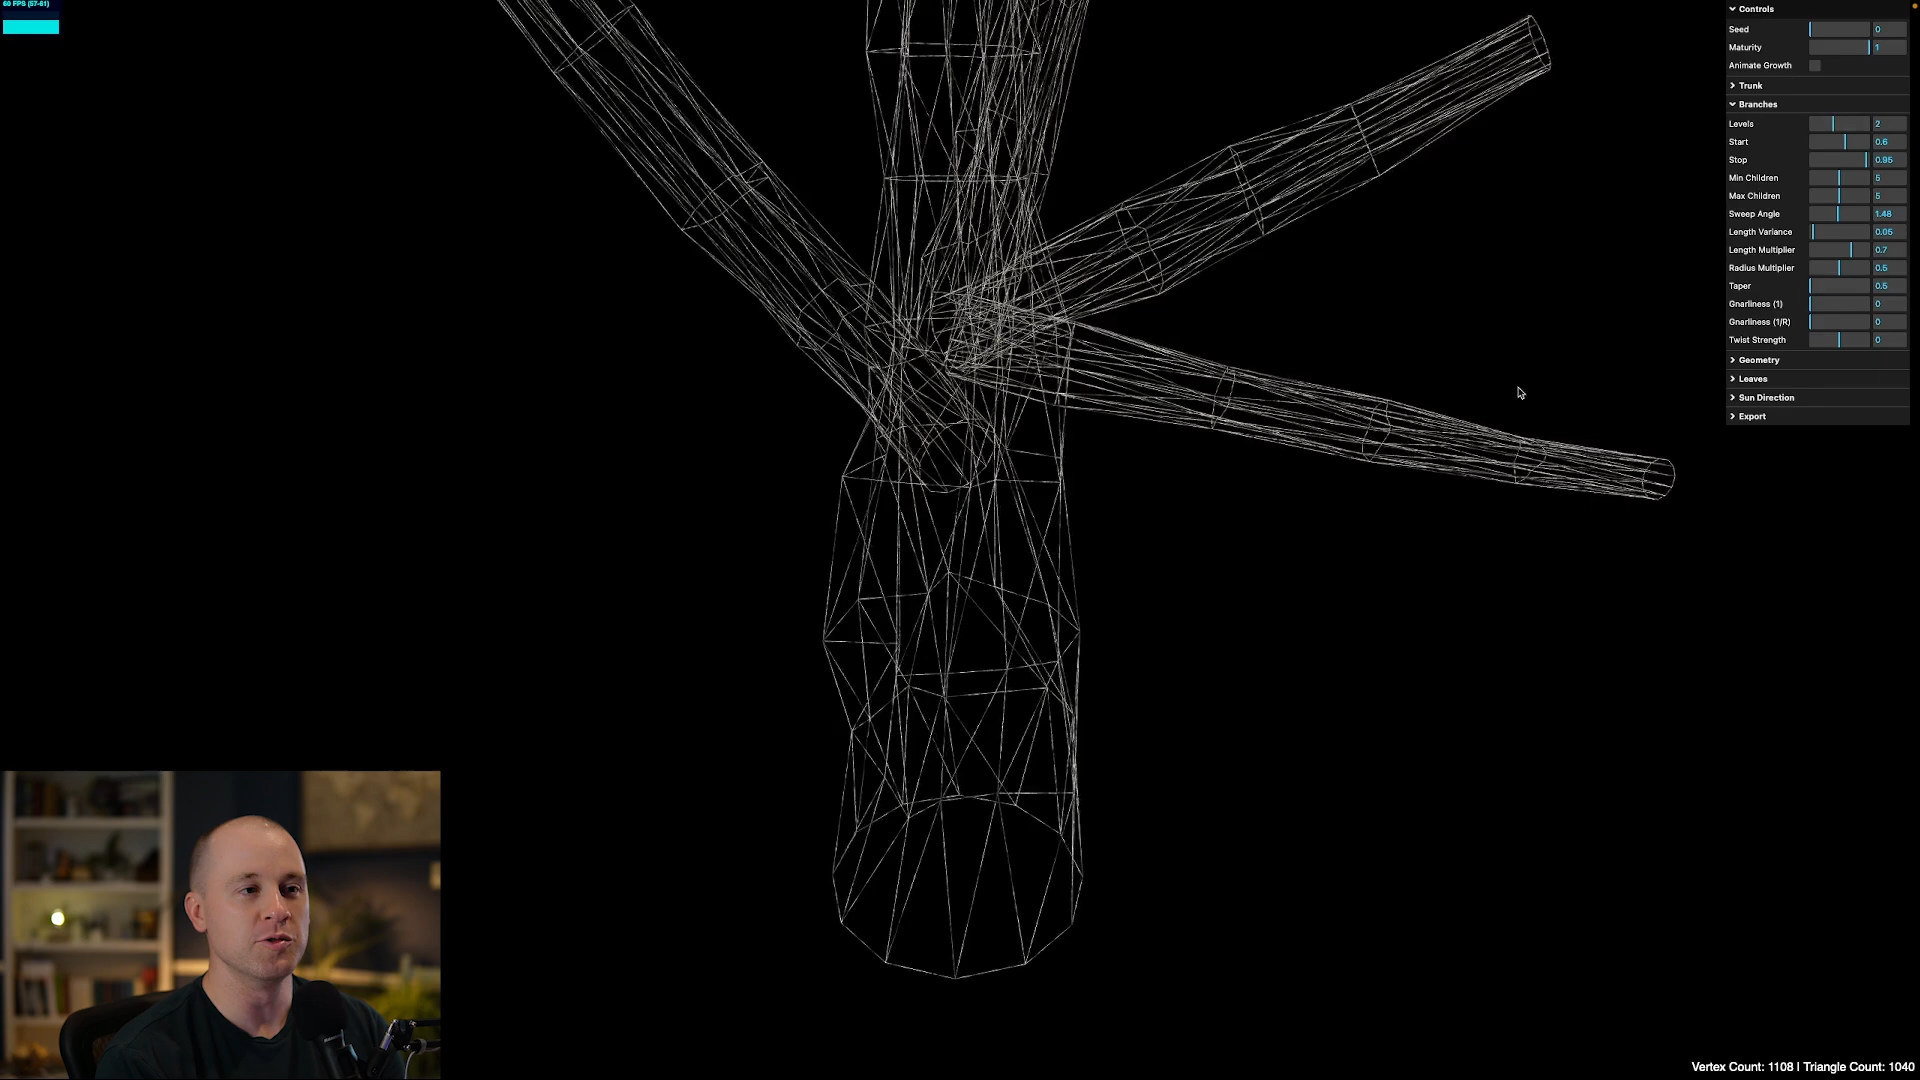 60 FPS (57-61)
Controls
Seed 0
Maturity 1
Animate Growth
Trunk
Branches
Levels 2
Start 0.6
Stop 0.95
Min Children 5
Max Children 5
Sweep Angle 1.48
Length Variance 0.05
Length Multiplier 0.7
Radius Multiplier 0.5
Taper 0.5
Gnarliness (1) 0
Gnarliness (1/R) 0
Twist Strength 0
Geometry
Leaves
Sun Direction
Export
Vertex Count: 1108 | Triangle Count: 1040